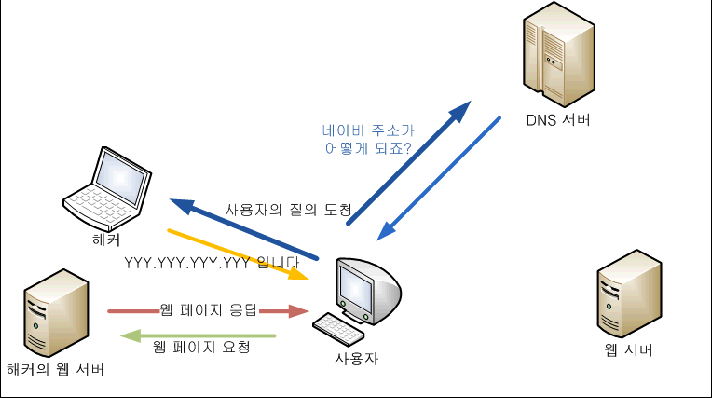 DNS 서버
네이비 주소가
어떻게 되죠?
사용자의 질의 도청
해커
YYY.YYY.YYY.YYY 입니다
웹 페이지 응답
웹 페이지 요청
사용자
해커의 웹 서버
웹 서버